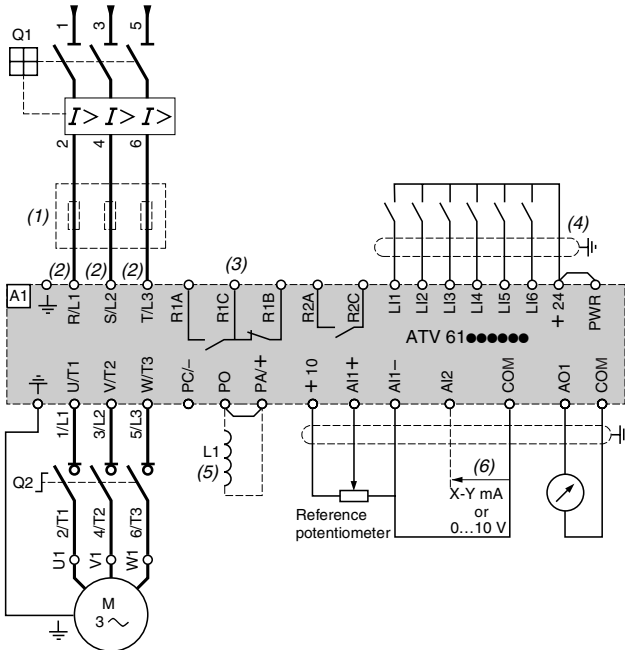 1 3 5
Q1
I> I> I>
2 4 6
(1)
(2) (2) (2) (3) (4)
A1
R/L1 S/L2 T/L3 R1A R1C R1B R2A R2C LI1 LI2 LI3 LI4 LI5 LI6 + 24 PWR
ATV 61●●●●●●
U/T1 V/T2 W/T3 PC/- PO PA/+ + 10 AI1+ AI1- AI2 COM AO1 COM
1/L1 3/L2 5/L3
L1
(5)
(6)
Q2
X-Y mA
or
0…10 V
2/T1 4/T2 6/T3
Reference
potentiometer
U1 V1 W1
M
3 ~